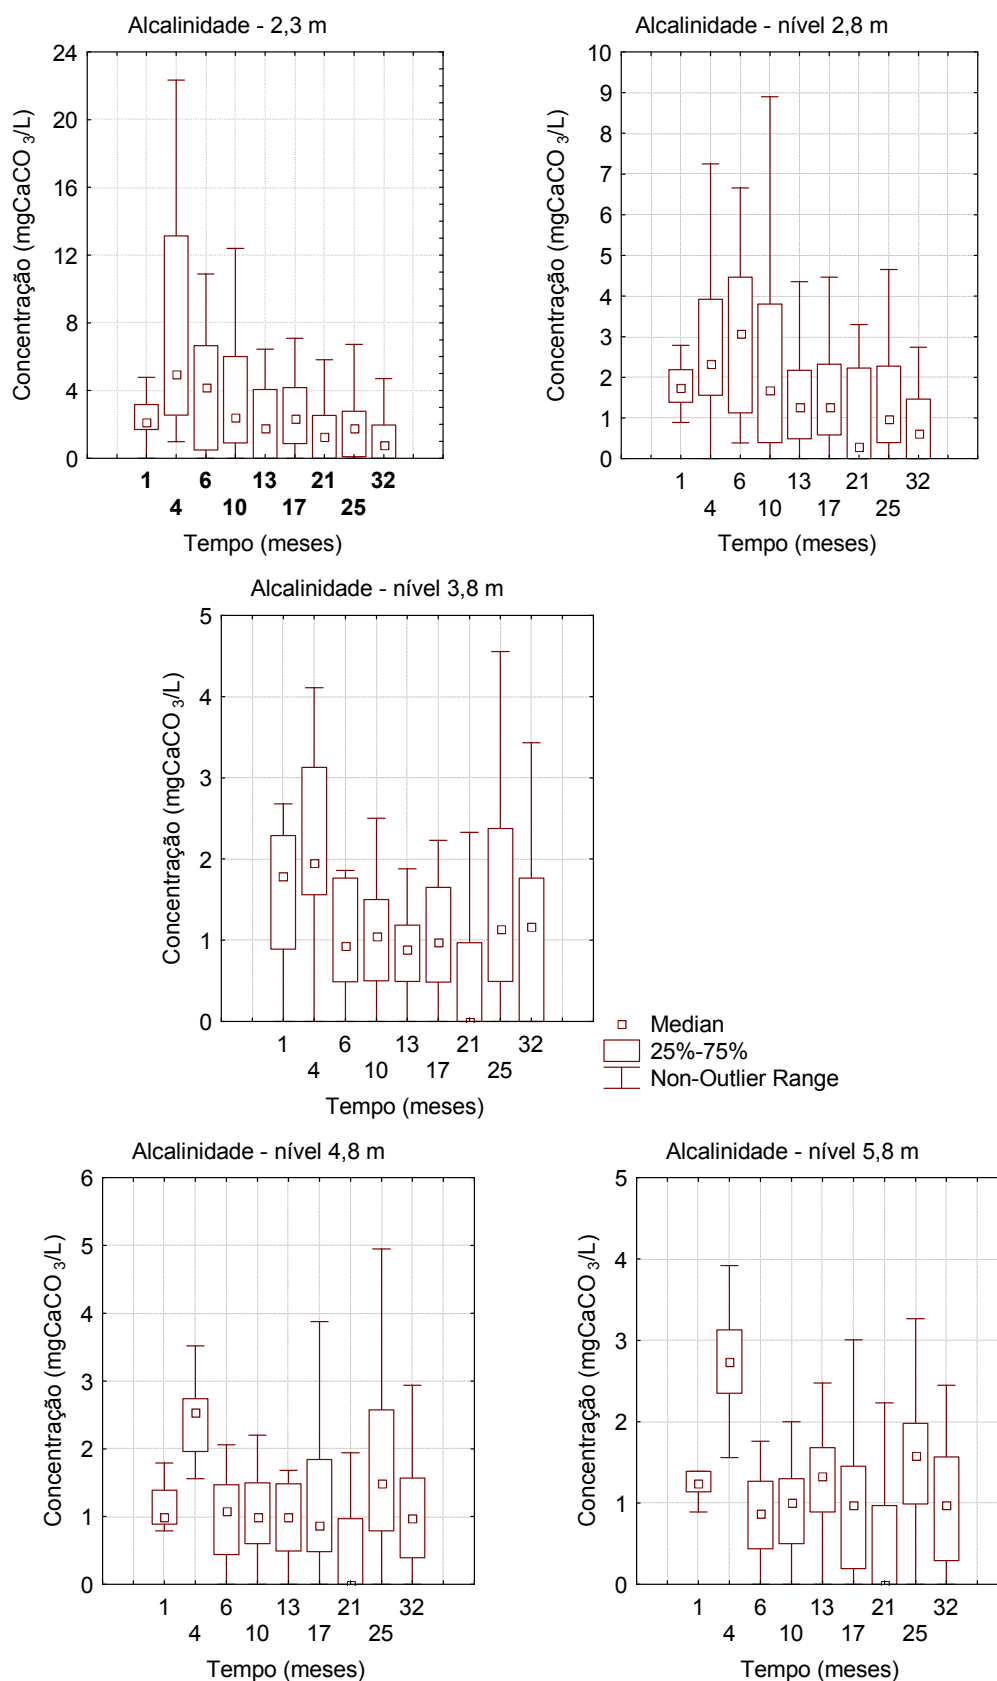 Alcalinidade - 2,3 m
Concentração (mgCaCO3/L)
24
20
16
12
8
4
0
1 6 13 21 32
4 10 17 25
Tempo (meses)
Alcalinidade - nível 2,8 m
Concentração (mgCaCO3/L)
10
9
8
7
6
5
4
3
2
1
0
1 6 13 21 32
4 10 17 25
Tempo (meses)
Alcalinidade - nível 3,8 m
Concentração (mgCaCO3/L)
5
4
3
2
1
0
1 6 13 21 32
4 10 17 25
Tempo (meses)
Median
25%-75%
Non-Outlier Range
Alcalinidade - nível 4,8 m
Concentração (mgCaCO3/L)
6
5
4
3
2
1
0
1 6 13 21 32
4 10 17 25
Tempo (meses)
Alcalinidade - nível 5,8 m
Concentração (mgCaCO3/L)
5
4
3
2
1
0
1 6 13 21 32
4 10 17 25
Tempo (meses)